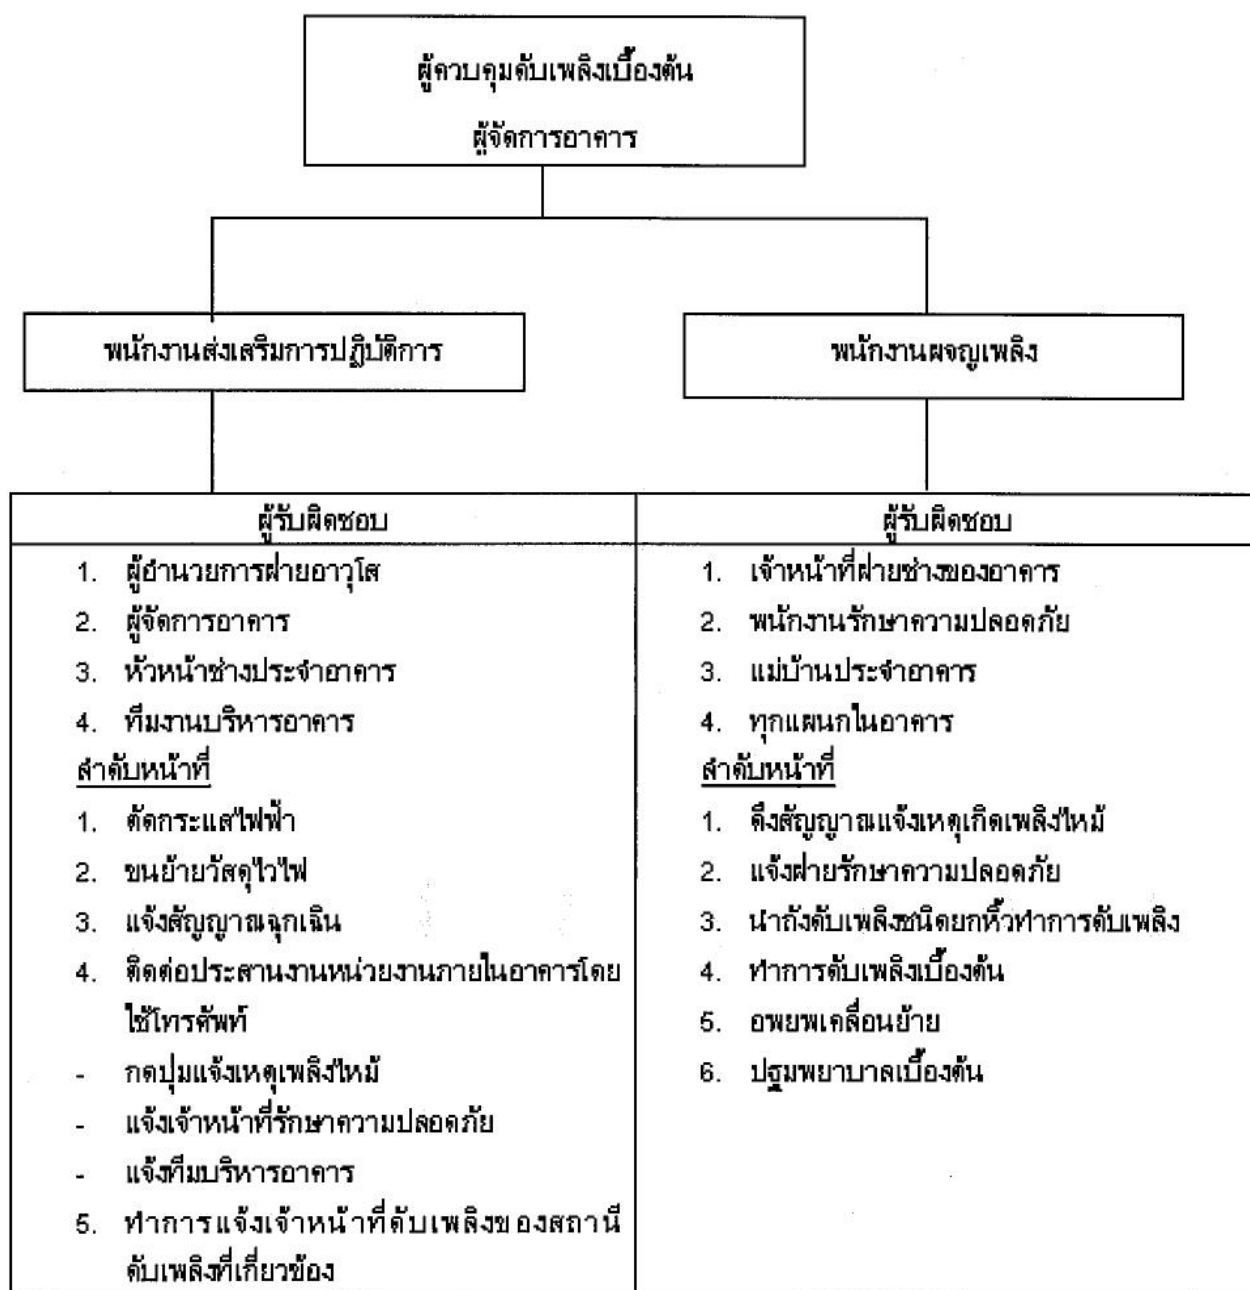 ผู้ควบคุมดับเพลิงเบื้องต้น
ผู้จัดการอาคาร
พนักงานส่งเสริมการปฏิบัติการ
พนักงานผจญเพลิง
ผู้รับผิดชอบ
1. ผู้อำนวยการฝ่ายอาวุโส
2. ผู้จัดการอาคาร
3. หัวหน้าช่างประจำอาคาร
4. ทีมงานบริหารอาคาร
ลำดับหน้าที่
1. ตัดกระแสไฟฟ้า
2. ขนย้ายวัสดุไวไฟ
3. แจ้งสัญญาณฉุกเฉิน
4. ติดต่อประสานงานหน่วยงานภายในอาคารโดย
ใช้โทรศัพท์
- กดปุ่มแจ้งเหตุเพลิงไหม้
- แจ้งเจ้าหน้าที่รักษาความปลอดภัย
- แจ้งทีมบริหารอาคาร
5. ทำการแจ้งเจ้าหน้าที่ดับเพลิงของสถานี
ดับเพลิงที่เกี่ยวข้อง
ผู้รับผิดชอบ
1. เจ้าหน้าที่ฝ่ายช่างของอาคาร
2. พนักงานรักษาความปลอดภัย
3. แม่บ้านประจำอาคาร
4. ทุกแผนกในอาคาร
ลำดับหน้าที่
1. ดึงสัญญาณแจ้งเหตุเกิดเพลิงไหม้
2. แจ้งฝ่ายรักษาความปลอดภัย
3. นำถังดับเพลิงชนิดยกหิ้วทำการดับเพลิง
4. ทำการดับเพลิงเบื้องต้น
5. อพยพเคลื่อนย้าย
6. ปฐมพยาบาลเบื้องต้น